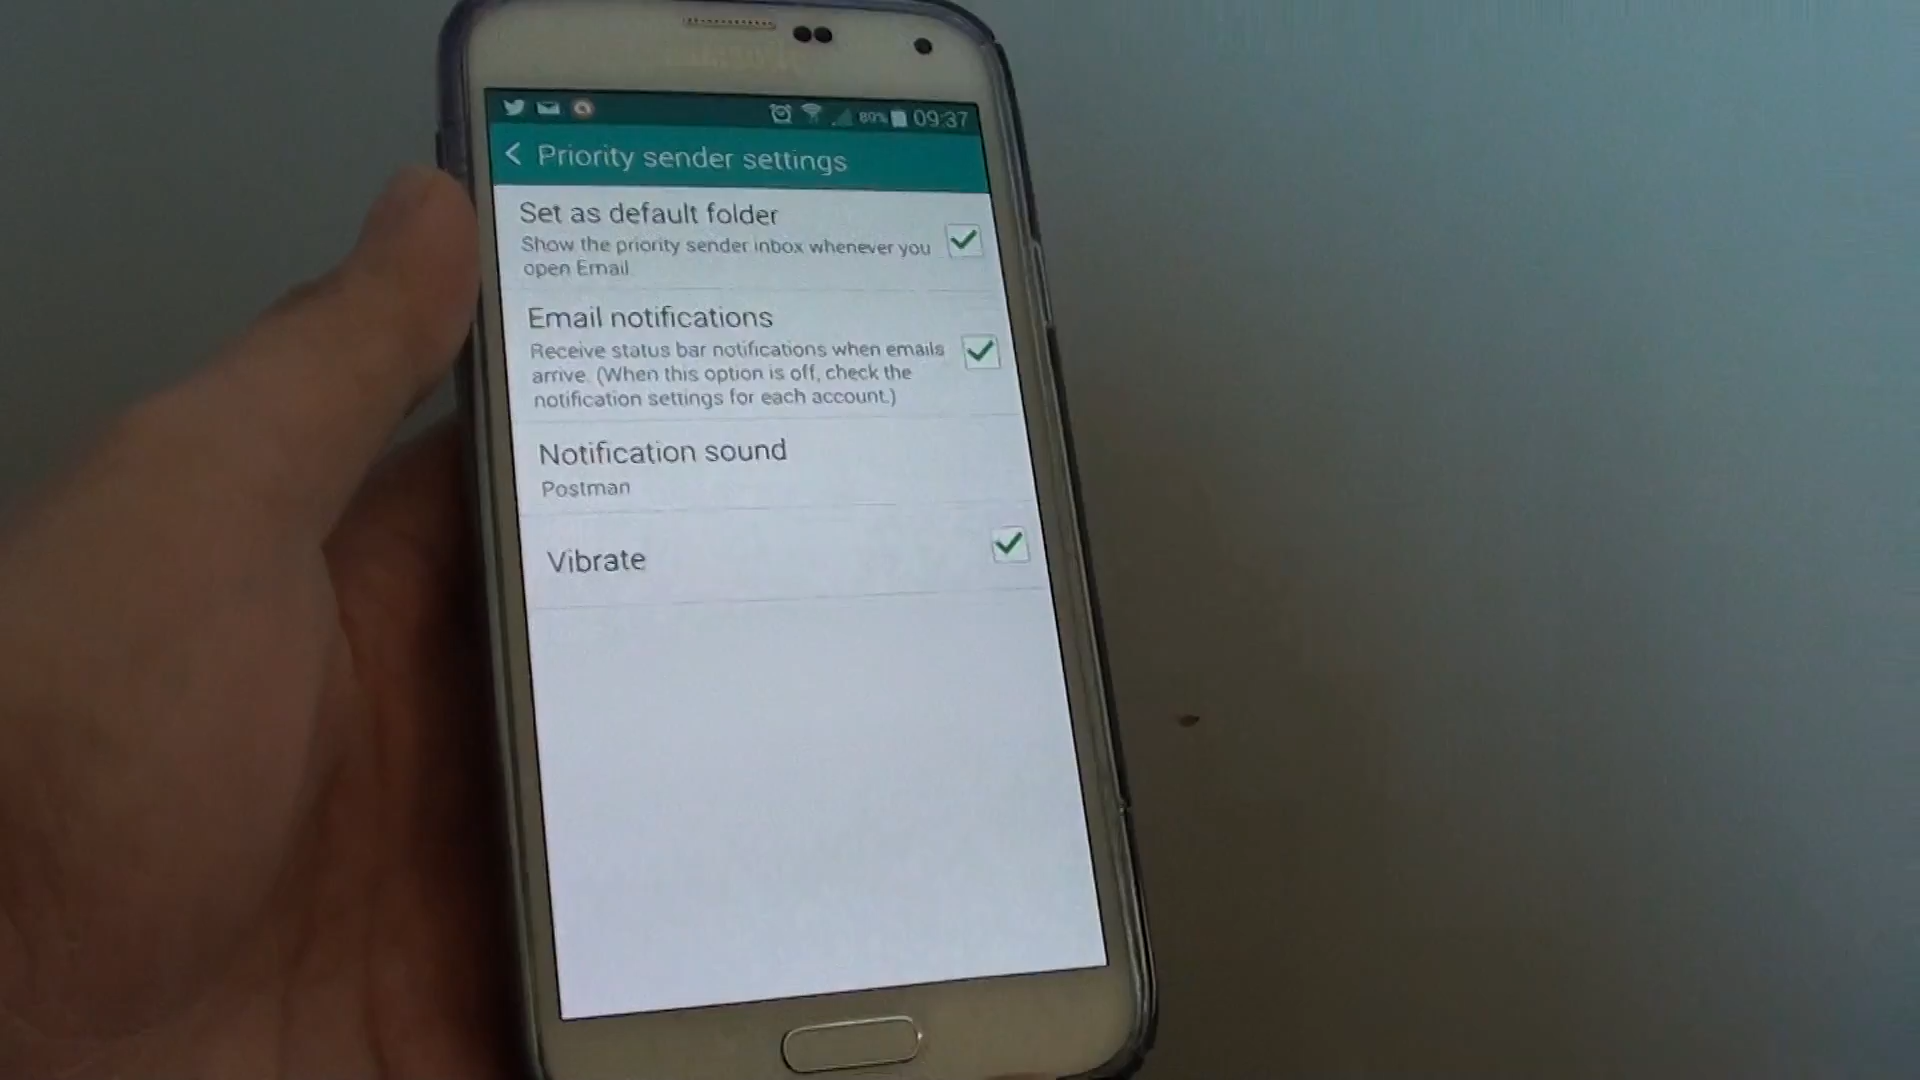 89% 09:37
Priority sender settings
Set as default folder
Show the priority sender inbox whenever you
open Email
Email notifications
Receive status bar notifications when emails
arrive. (When this option is off, check the
notification settings for each account.)
Notification sound
Postman
Vibrate